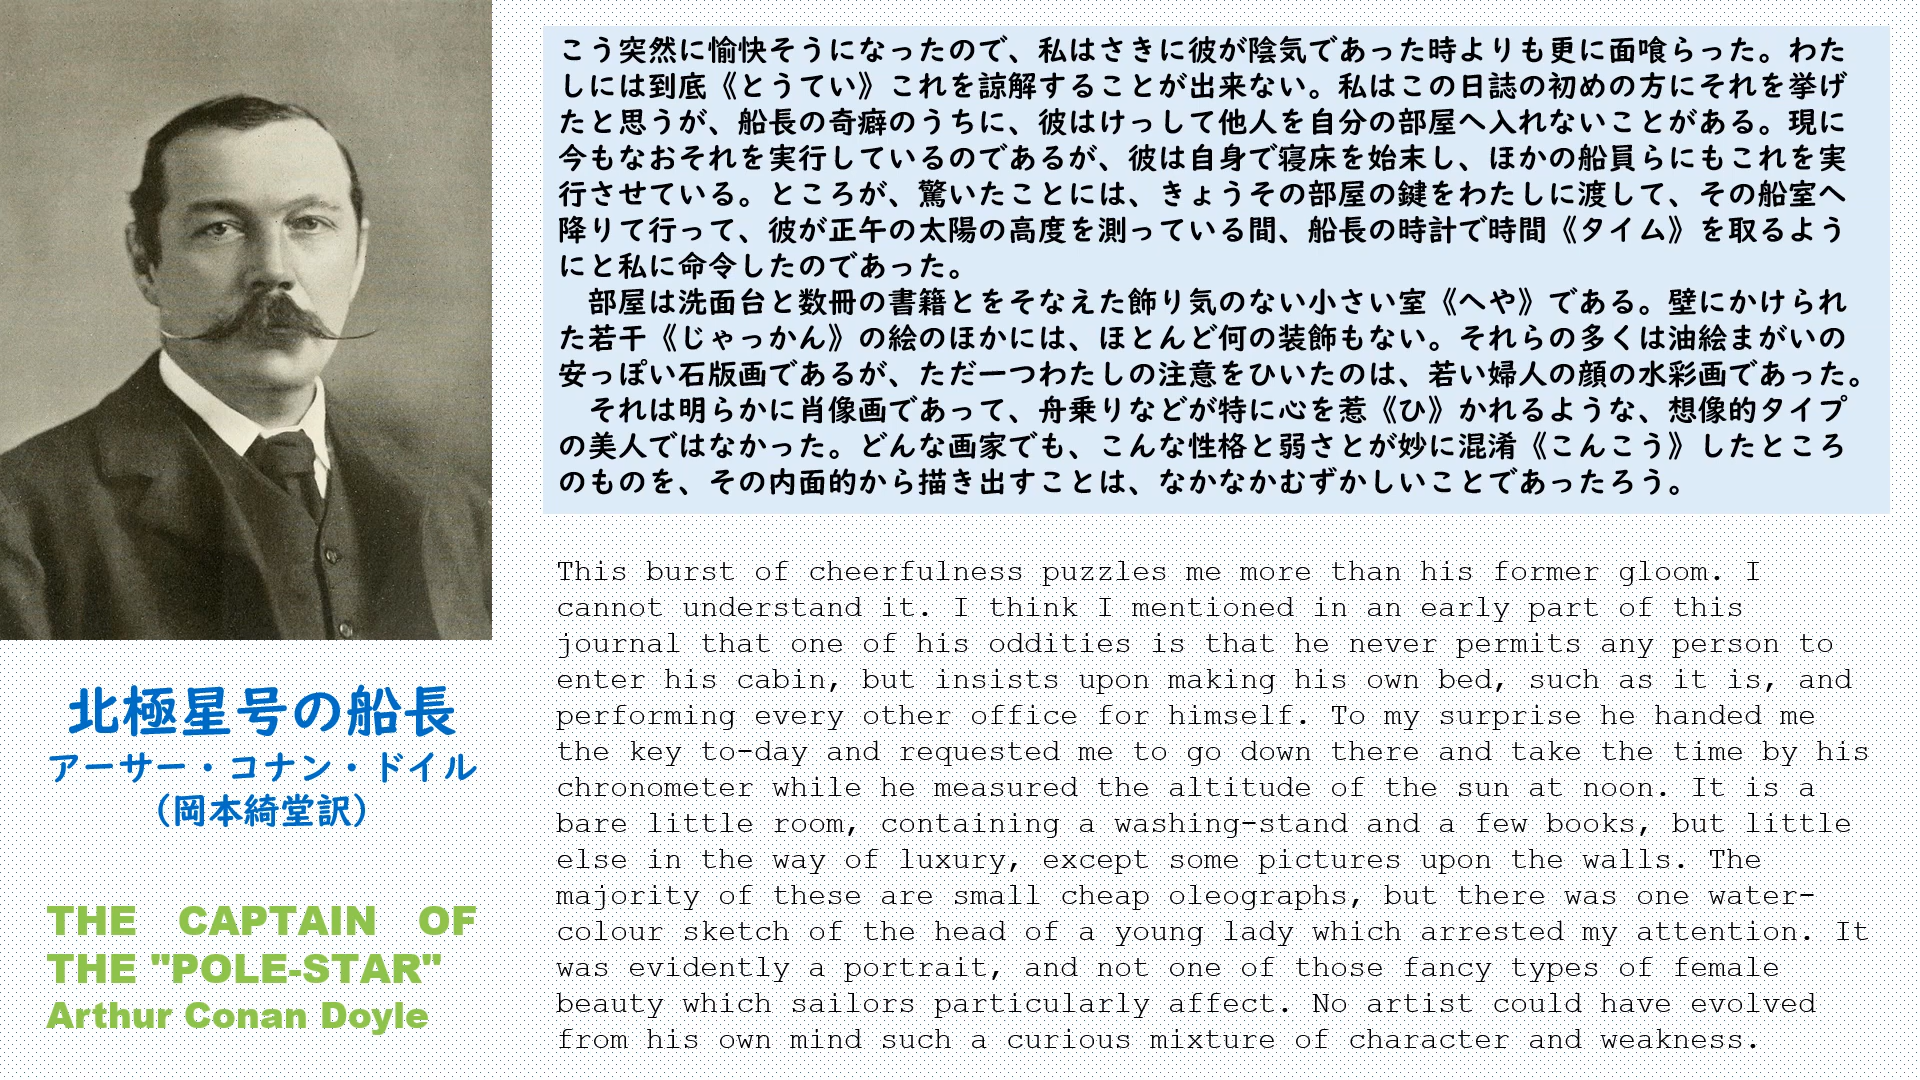 こう突然に愉快そうになったので、私はさきに彼が陰気であった時よりも更に面喰らった。わた
しには到底《とうてい》これを諒解することが出来ない。私はこの日誌の初めの方にそれを挙げ
たと思うが、船長の奇癖のうちに、彼はけっして他人を自分の部屋へ入れないことがある。現に
今もなおそれを実行しているのであるが、彼は自身で寝床を始末し、ほかの船員らにもこれを実
行させている。ところが、驚いたことには、きょうその部屋の鍵をわたしに渡して、その船室へ
降りて行って、彼が正午の太陽の高度を測っている間、船長の時計で時間《タイム》を取るよう
にと私に命令したのであった。
　部屋は洗面台と数冊の書籍とをそなえた飾り気のない小さい室《へや》である。壁にかけられ
た若干《じゃっかん》の絵のほかには、ほとんど何の装飾もない。それらの多くは油絵まがいの
安っぽい石版画であるが、ただ一つわたしの注意をひいたのは、若い婦人の顔の水彩画であった。
　それは明らかに肖像画であって、舟乗りなどが特に心を惹《ひ》かれるような、想像的タイプ
の美人ではなかった。どんな画家でも、こんな性格と弱さとが妙に混淆《こんこう》したところ
のものを、その内面的から描き出すことは、なかなかむずかしいことであったろう。
This burst of cheerfulness puzzles me more than his former gloom. I
cannot understand it. I think I mentioned in an early part of this
journal that one of his oddities is that he never permits any person to
enter his cabin, but insists upon making his own bed, such as it is, and
performing every other office for himself. To my surprise he handed me
the key to-day and requested me to go down there and take the time by his
chronometer while he measured the altitude of the sun at noon. It is a
bare little room, containing a washing-stand and a few books, but little
else in the way of luxury, except some pictures upon the walls. The
majority of these are small cheap oleographs, but there was one water-
colour sketch of the head of a young lady which arrested my attention. It
was evidently a portrait, and not one of those fancy types of female
beauty which sailors particularly affect. No artist could have evolved
from his own mind such a curious mixture of character and weakness.
北極星号の船長
アーサー・コナン・ドイル
（岡本綺堂訳）
THE CAPTAIN OF
THE "POLE-STAR"
Arthur Conan Doyle